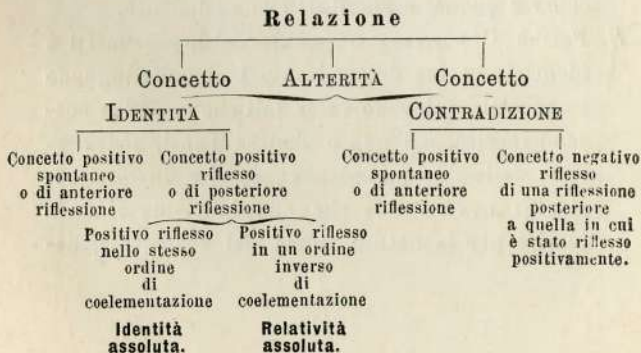 Relazione
Concetto ALTERITÀ Concetto
IDENTITÀ CONTRADIZIONE
Concetto positivo
spontaneo
o di anteriore
riflessione
Concetto positivo
riflesso
o di posteriore
riflessione
Concetto positivo
spontaneo
o di anteriore
riflessione
Concetto negativo
riflesso
di una riflessione
posteriore
a quella in cui
è stato riflesso
positivamente.
Positivo riflesso
nello stesso
ordine
di
coelementazione
Positivo riflesso
in un ordine
inverso
di
coelementazione
Identità
assoluta.
Relatività
assoluta.